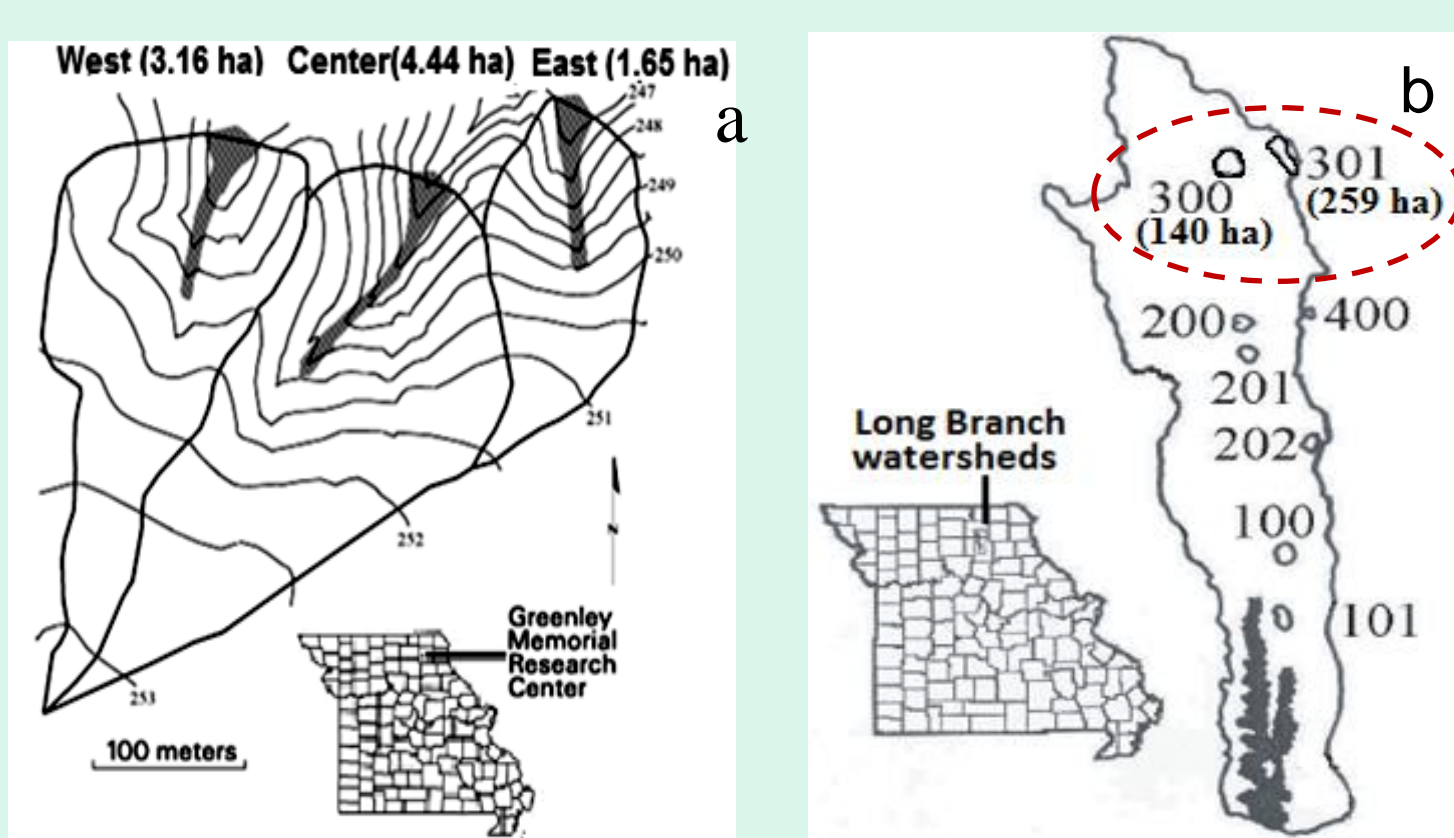 West (3.16 ha) Center(4.44 ha) East (1.65 ha)
a
247
248
249
250
251
252
253
N
Greenley
Memorial
Research
Center
100 meters
b
301
(259 ha)
300
(140 ha)
200
400
201
202
100
101
Long Branch
watersheds